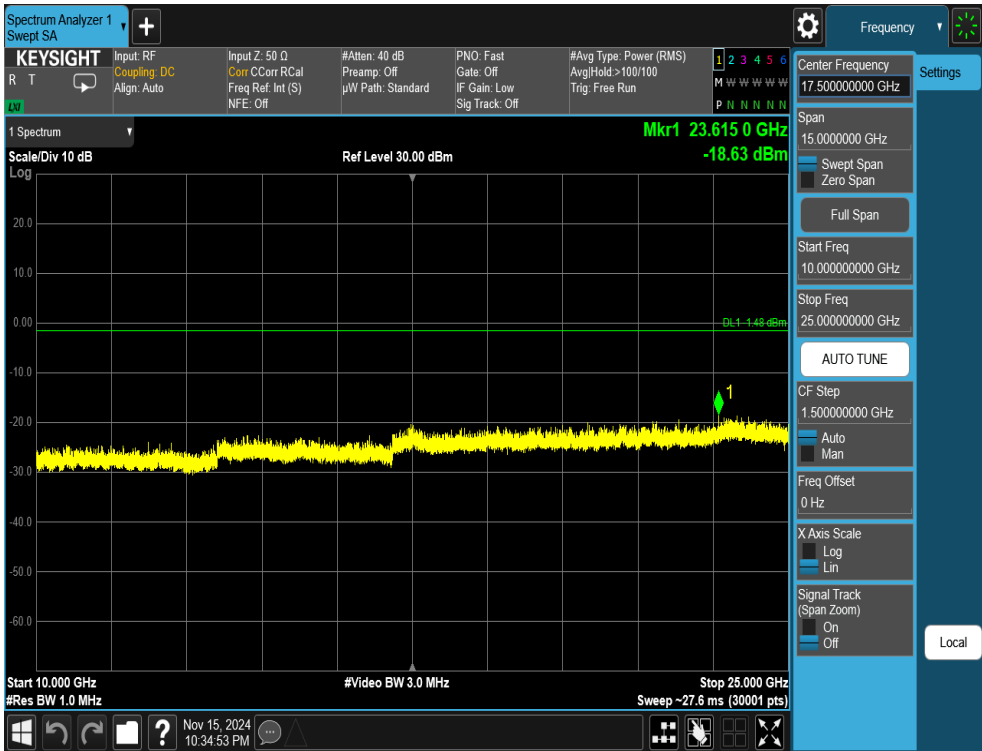 Spectrum Analyzer 1
Swept SA
+
Frequency
KEYSIGHT
R T
LXI
Input: RF
Coupling: DC
Align: Auto
Input Z: 50 Ω
Corr CCorr RCal
Freq Ref: Int (S)
NFE: Off
#Atten: 40 dB
Preamp: Off
µW Path: Standard
PNO: Fast
Gate: Off
IF Gain: Low
Sig Track: Off
#Avg Type: Power (RMS)
Avg|Hold:>100/100
Trig: Free Run
1 2 3 4 5 6
M W W W W W
P N N N N N
1 Spectrum
Scale/Div 10 dB
Log
Ref Level 30.00 dBm
Mkr1 23.615 0 GHz
-18.63 dBm
20.0
10.0
0.00
DL1 -1.48 dBm
-10.0
1
-20.0
-30.0
-40.0
-50.0
-60.0
Start 10.000 GHz
#Video BW 3.0 MHz
Stop 25.000 GHz
#Res BW 1.0 MHz
Sweep ~27.6 ms (30001 pts)
Center Frequency
17.500000000 GHz
Settings
Span
15.0000000 GHz
Swept Span
Zero Span
Full Span
Start Freq
10.000000000 GHz
Stop Freq
25.000000000 GHz
AUTO TUNE
CF Step
1.500000000 GHz
Auto
Man
Freq Offset
0 Hz
X Axis Scale
Log
Lin
Signal Track
(Span Zoom)
On
Off
Local
?
Nov 15, 2024
10:34:53 PM